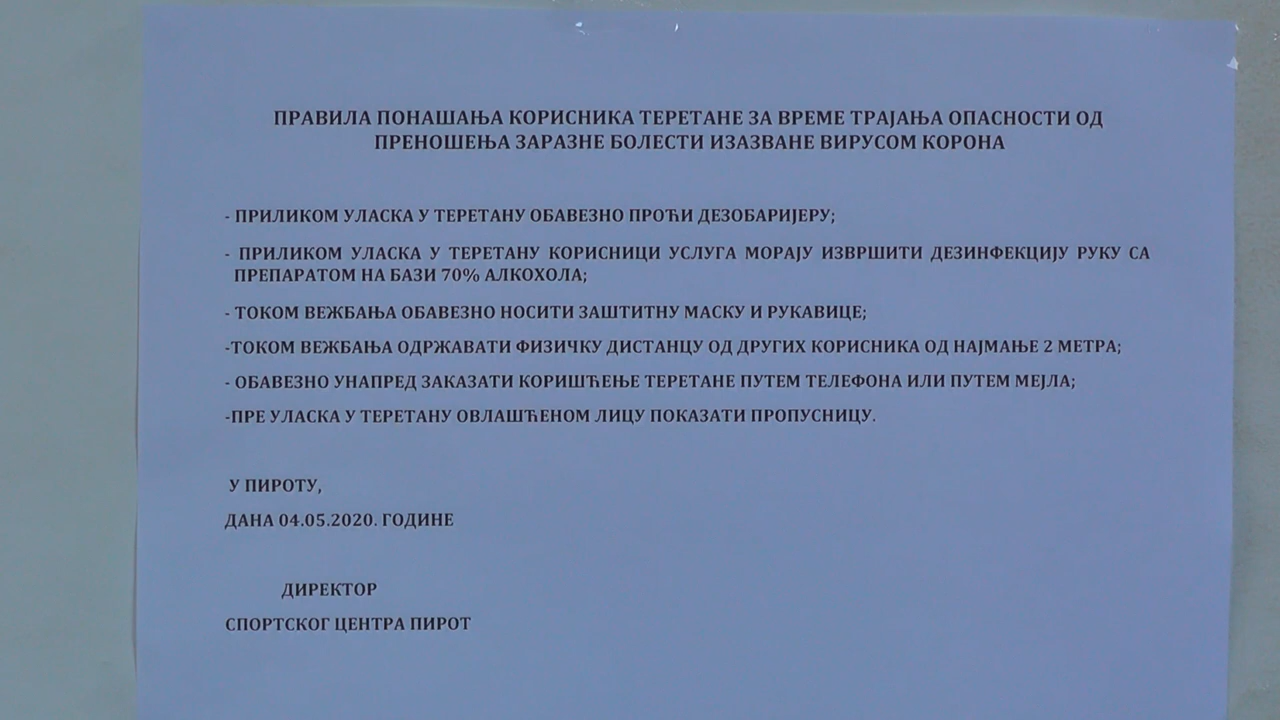 ПРАВИЛА ПОНАШАЊА КОРИСНИКА ТЕРЕТАНЕ ЗА ВРЕМЕ ТРАЈАЊА ОПАСНОСТИ ОД
ПРЕНОШЕЊА ЗАРАЗНЕ БОЛЕСТИ ИЗАЗВАНЕ ВИРУСОМ КОРОНА
- ПРИЛИКОМ УЛАСКА У ТЕРЕТАНУ ОБАВЕЗНО ПРОЋИ ДЕЗОБАРИЈЕРУ;
- ПРИЛИКОМ УЛАСКА У ТЕРЕТАНУ КОРИСНИЦИ УСЛУГА МОРАЈУ ИЗВРШИТИ ДЕЗИНФЕКЦИЈУ РУКУ СА
ПРЕПАРАТОМ НА БАЗИ 70% АЛКОХОЛА;
- ТОКОМ ВЕЖБАЊА ОБАВЕЗНО НОСИТИ ЗАШТИТНУ МАСКУ И РУКАВИЦЕ;
-ТОКОМ ВЕЖБАЊА ОДРЖАВАТИ ФИЗИЧКУ ДИСТАНЦУ ОД ДРУГИХ КОРИСНИКА ОД НАЈМАЊЕ 2 МЕТРА;
- ОБАВЕЗНО УНАПРЕД ЗАКАЗАТИ КОРИШЋЕЊЕ ТЕРЕТАНЕ ПУТЕМ ТЕЛЕФОНА ИЛИ ПУТЕМ МЕЈЛА;
-ПРЕ УЛАСКА У ТЕРЕТАНУ ОВЛАШЋЕНОМ ЛИЦУ ПОКАЗАТИ ПРОПУСНИЦУ.
У ПИРОТУ,
ДАНА 04.05.2020. ГОДИНЕ
ДИРЕКТОР
СПОРТСКОГ ЦЕНТРА ПИРОТ